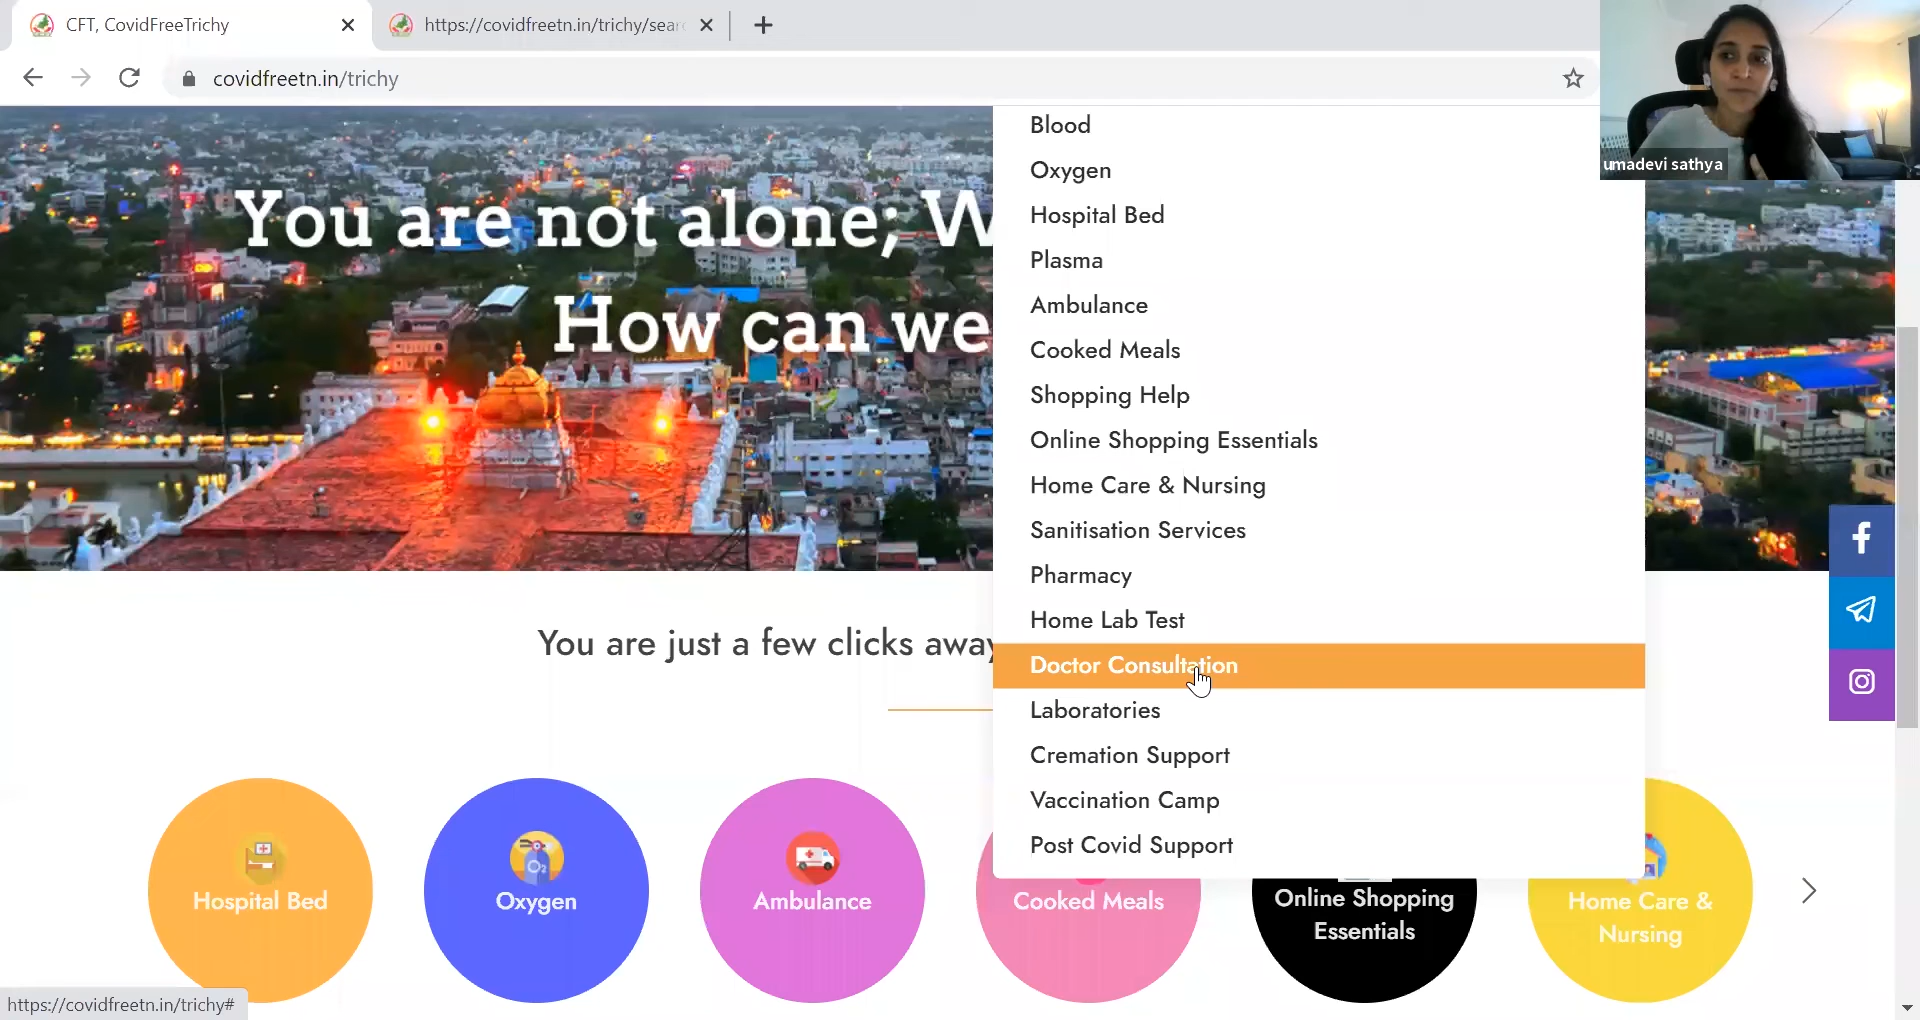 CFT, CovidFreeTrichy
https://covidfreetn.in/trichy/sear
covidfreetn.in/trichy
umadevi sathya
You are not alone; W
How can we
Blood
Oxygen
Hospital Bed
Plasma
Ambulance
Cooked Meals
Shopping Help
Online Shopping Essentials
Home Care & Nursing
Sanitisation Services
Pharmacy
Home Lab Test
Doctor Consultation
Laboratories
Cremation Support
Vaccination Camp
Post Covid Support
You are just a few clicks away
Hospital Bed
O2
Oxygen
Ambulance
Cooked Meals
Online Shopping
Essentials
Home Care &
Nursing
https://covidfreetn.in/trichy#